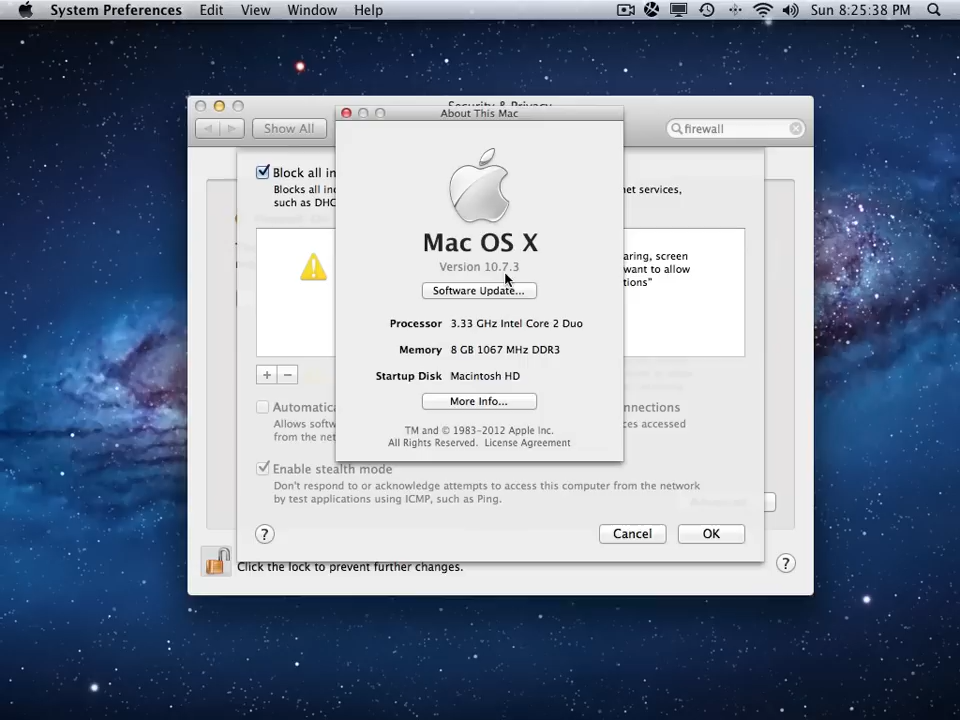 System Preferences Edit View Window Help Sun 8:25:38 PM
Security & Privacy
About This Mac
Show All firewall
Block all in
Blocks all in
such as DHC
net services,
Mac OS X
Version 10.7.3
Software Update...
aring, screen
want to allow
tions”
Processor 3.33 GHz Intel Core 2 Duo
Memory 8 GB 1067 MHz DDR3
Startup Disk Macintosh HD
More Info...
+ −
Automatica
Allows softw
from the net
nnections
ices accessed
TM and © 1983-2012 Apple Inc.
All Rights Reserved. License Agreement
Enable stealth mode
Don't respond to or acknowledge attempts to access this computer from the network
by test applications using ICMP, such as Ping.
? Cancel OK
Click the lock to prevent further changes. ?